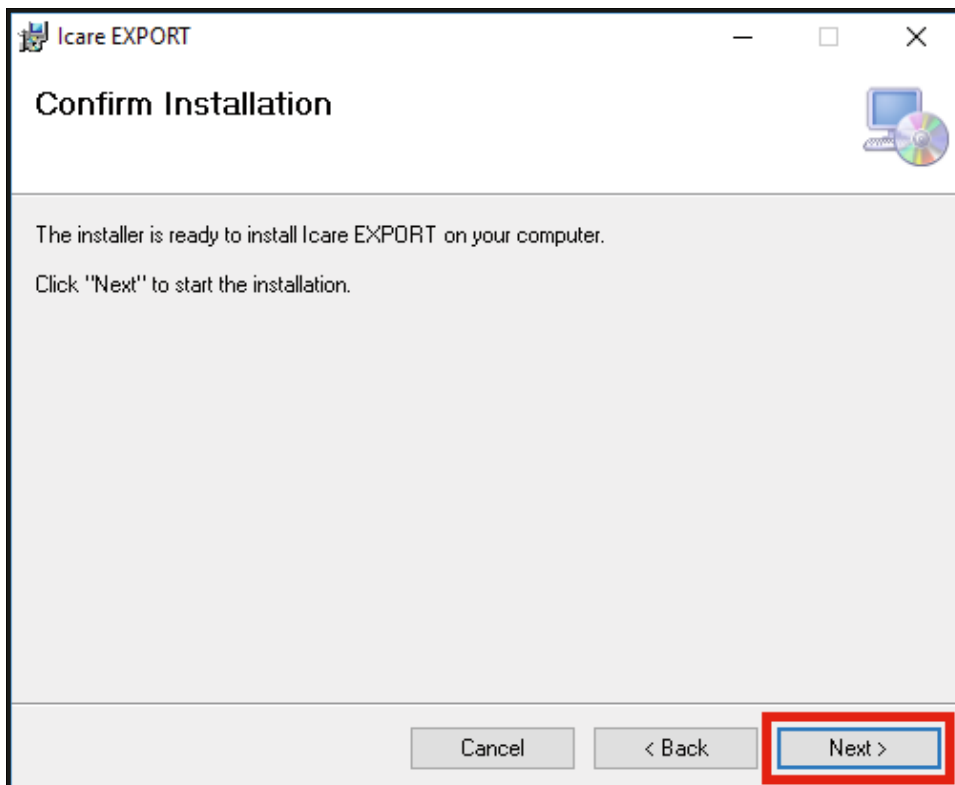 Icare EXPORT
Confirm Installation
The installer is ready to install Icare EXPORT on your computer.
Click "Next" to start the installation.
Cancel
< Back
Next >